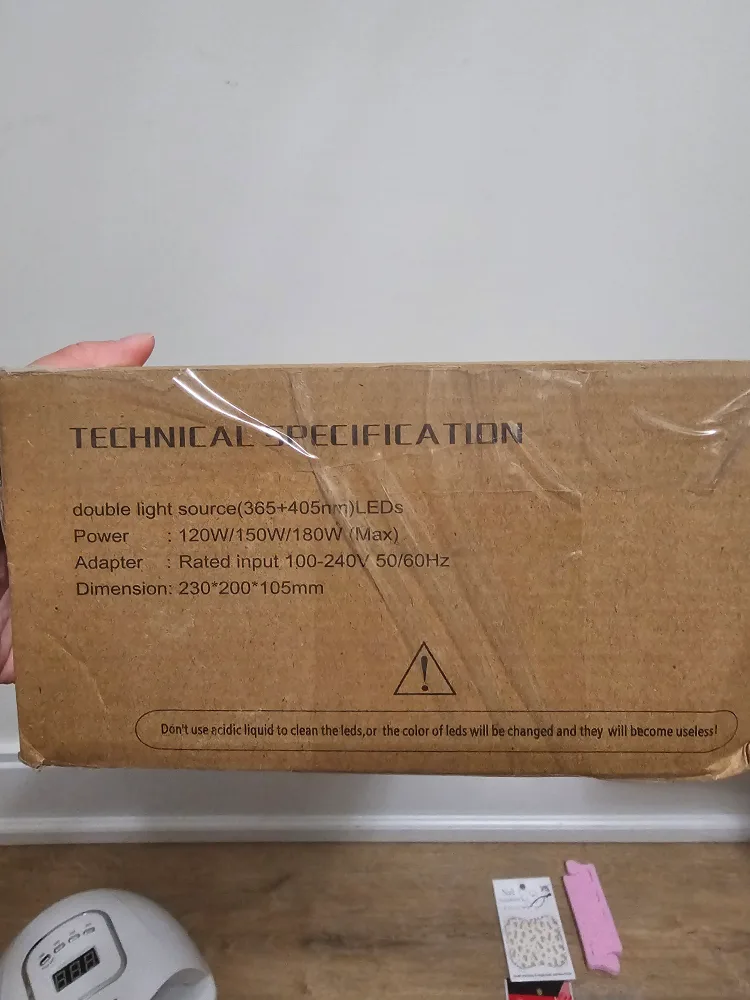 TECHNICAL SPECIFICATION
double light source(365+405nm)LEDs
Power : 120W/150W/180W (Max)
Adapter : Rated input 100-240V 50/60Hz
Dimension: 230*200*105mm
!
Don't use acidic liquid to clean the leds,or the color of leds will be changed and they will become useless!